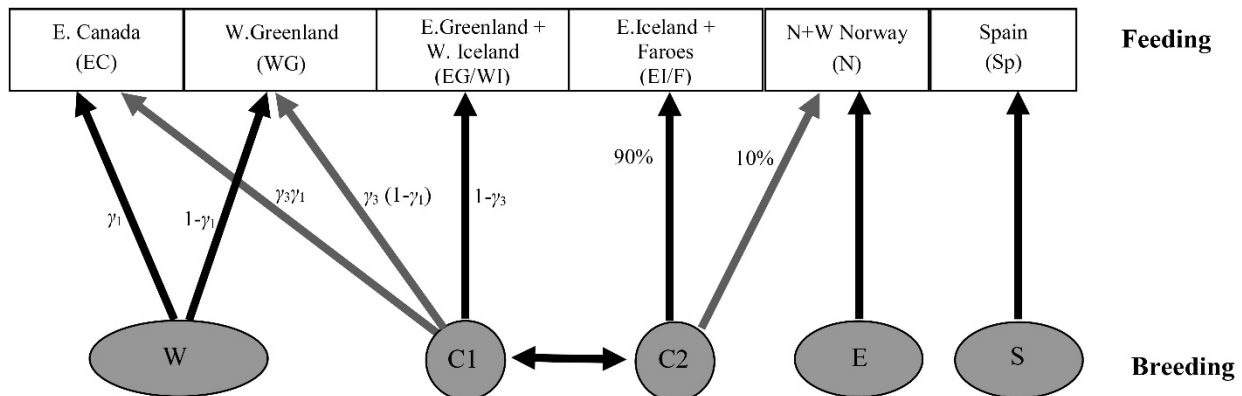 E. Canada
(EC)
W.Greenland
(WG)
E.Greenland +
W. Iceland
(EG/WI)
E.Iceland +
Faroes
(EI/F)
N+W Norway
(N)
Spain
(Sp)
Feeding
γ1
1-γ1
γ3γ1
γ3 (1-γ1)
1-γ3
90%
10%
W
C1
C2
E
S
Breeding